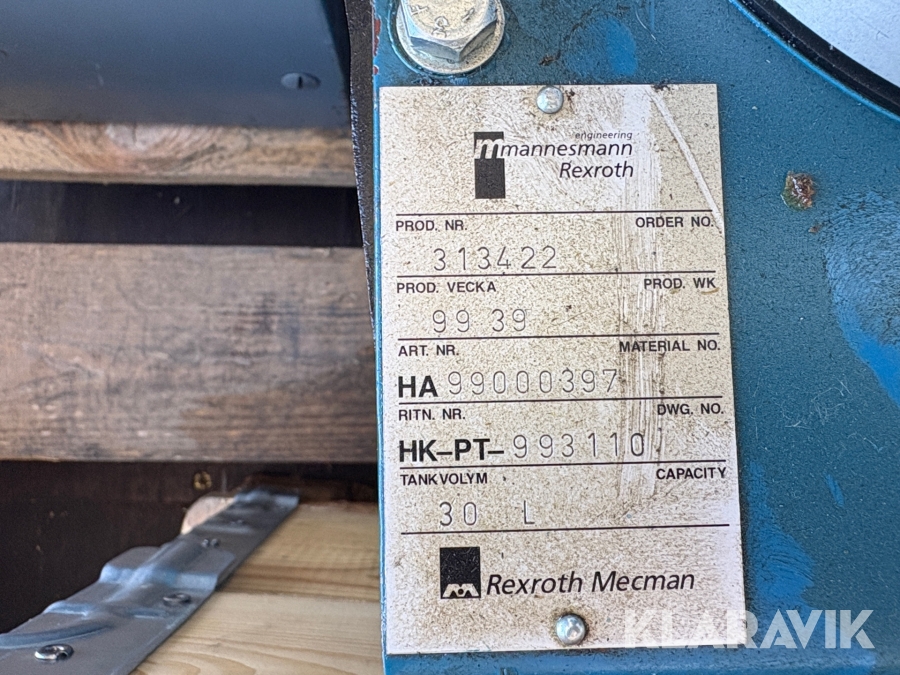 engineering
mannesmann
Rexroth
PROD. NR. ORDER NO.
313422
PROD. VECKA PROD. WK
99 39
ART. NR. MATERIAL NO.
HA 99000397
RITN. NR. DWG. NO.
HK-PT-993110
TANKVOLYM CAPACITY
30 L
Rexroth Mecman
KLARAVIK